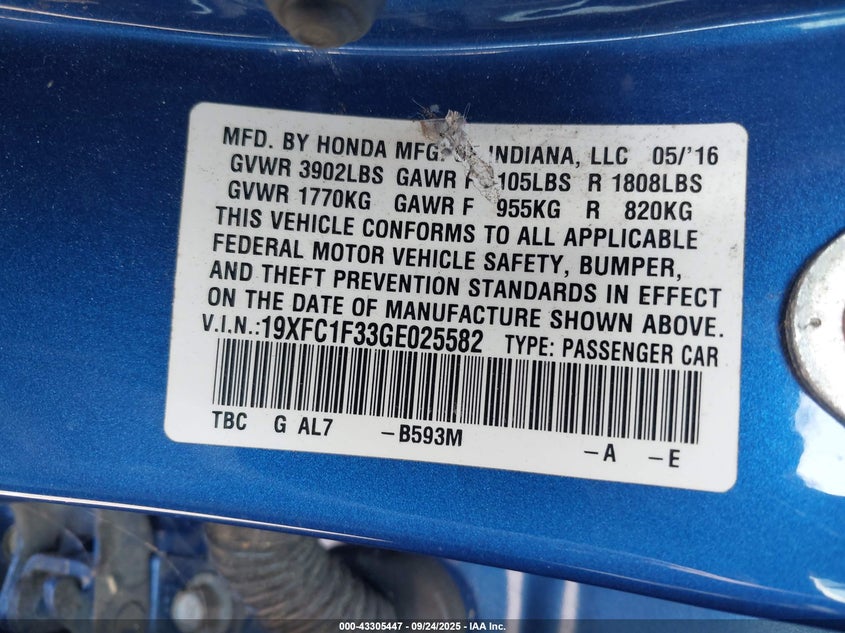 MFD. BY HONDA MFG. INDIANA, LLC 05/'16
GVWR 3902LBS GAWR F 105LBS R 1808LBS
GVWR 1770KG GAWR F 955KG R 820KG
THIS VEHICLE CONFORMS TO ALL APPLICABLE
FEDERAL MOTOR VEHICLE SAFETY, BUMPER,
AND THEFT PREVENTION STANDARDS IN EFFECT
ON THE DATE OF MANUFACTURE SHOWN ABOVE.
V.I.N.:19XFC1F33GE025582 TYPE: PASSENGER CAR
TBC G AL7 -B593M -A -E
000-43305447 | 09/24/2025 | IAA Inc.